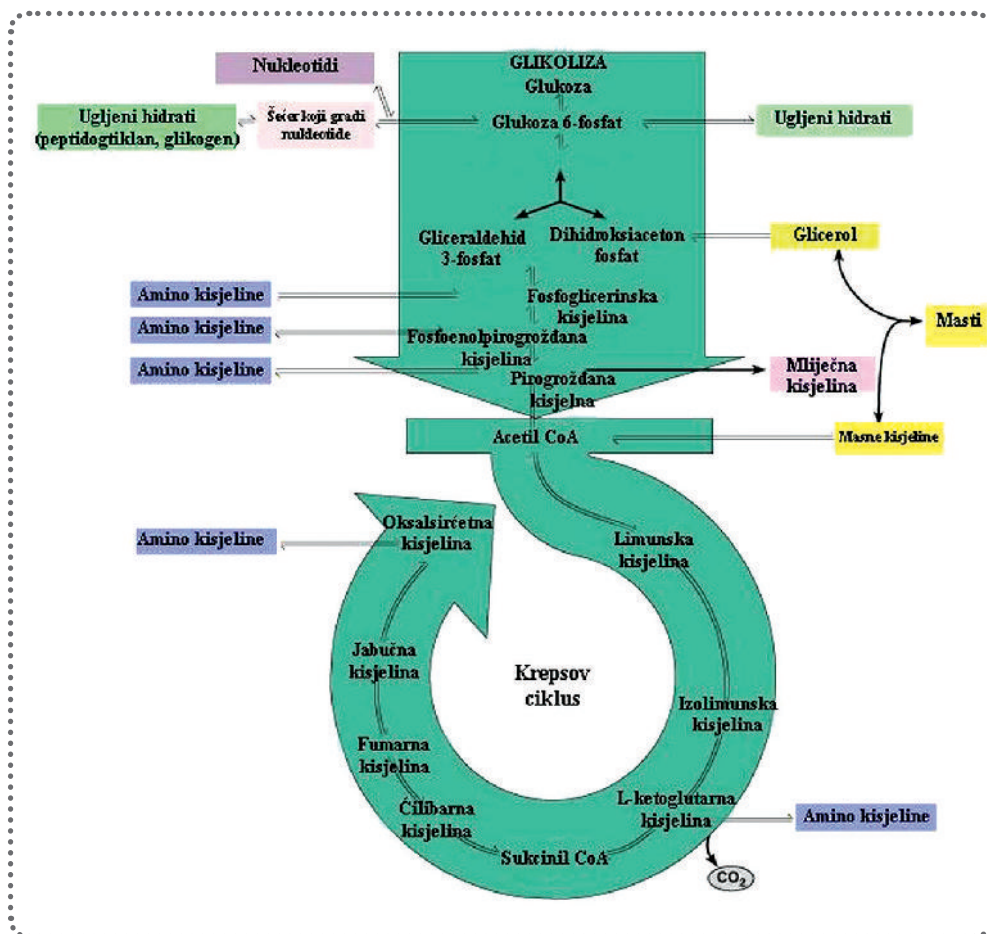 GLIKOLIZA
Glukoza
Nukleotidi
Ugljeni hidrati
(peptidogtiklan, glikogen)
Šećer koji gradi
nukleotide
Glukoza 6-fosfat
Ugljeni hidrati
Gliceraldehid
3-fosfat
Dihidroksiaceton
fosfat
Glicerol
Amino kisjeline
Fosfoglicerinska
kisjelina
Masti
Amino kisjeline
Fosfoenolpirogroždana
kisjelina
Amino kisjeline
Pirogroždana
kisjelna
Mliječna
kisjelina
Acetil CoA
Masne kisjeline
Amino kisjeline
Oksalsirćetna
kisjelina
Limunska
kisjelina
Jabučna
kisjelina
Krepsov
ciklus
Izolimunska
kisjelina
Fumarna
kisjelina
Ćilibarna
kisjelina
L-ketoglutarna
kisjelina
Amino kisjeline
Sukcinil CoA
CO₂